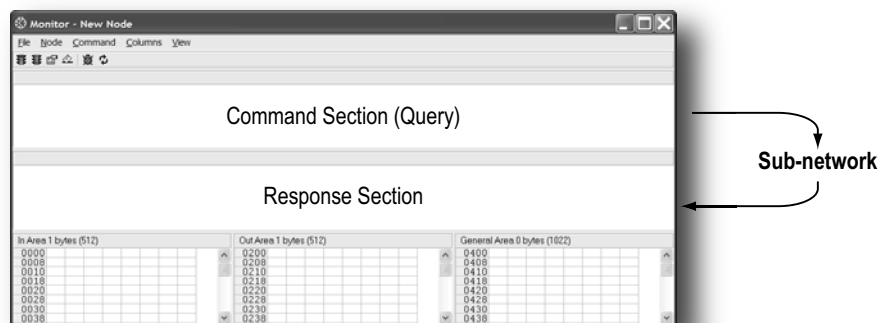 Monitor - New Node
File Node Command Columns View
Command Section (Query)
Sub-network
Response Section
In Area 1 bytes (512) Out Area 1 bytes (512) General Area 0 bytes (1022)
0000 0200 0400
0008 0208 0408
0010 0210 0410
0018 0218 0418
0020 0220 0420
0028 0228 0428
0030 0230 0430
0038 0238 0438